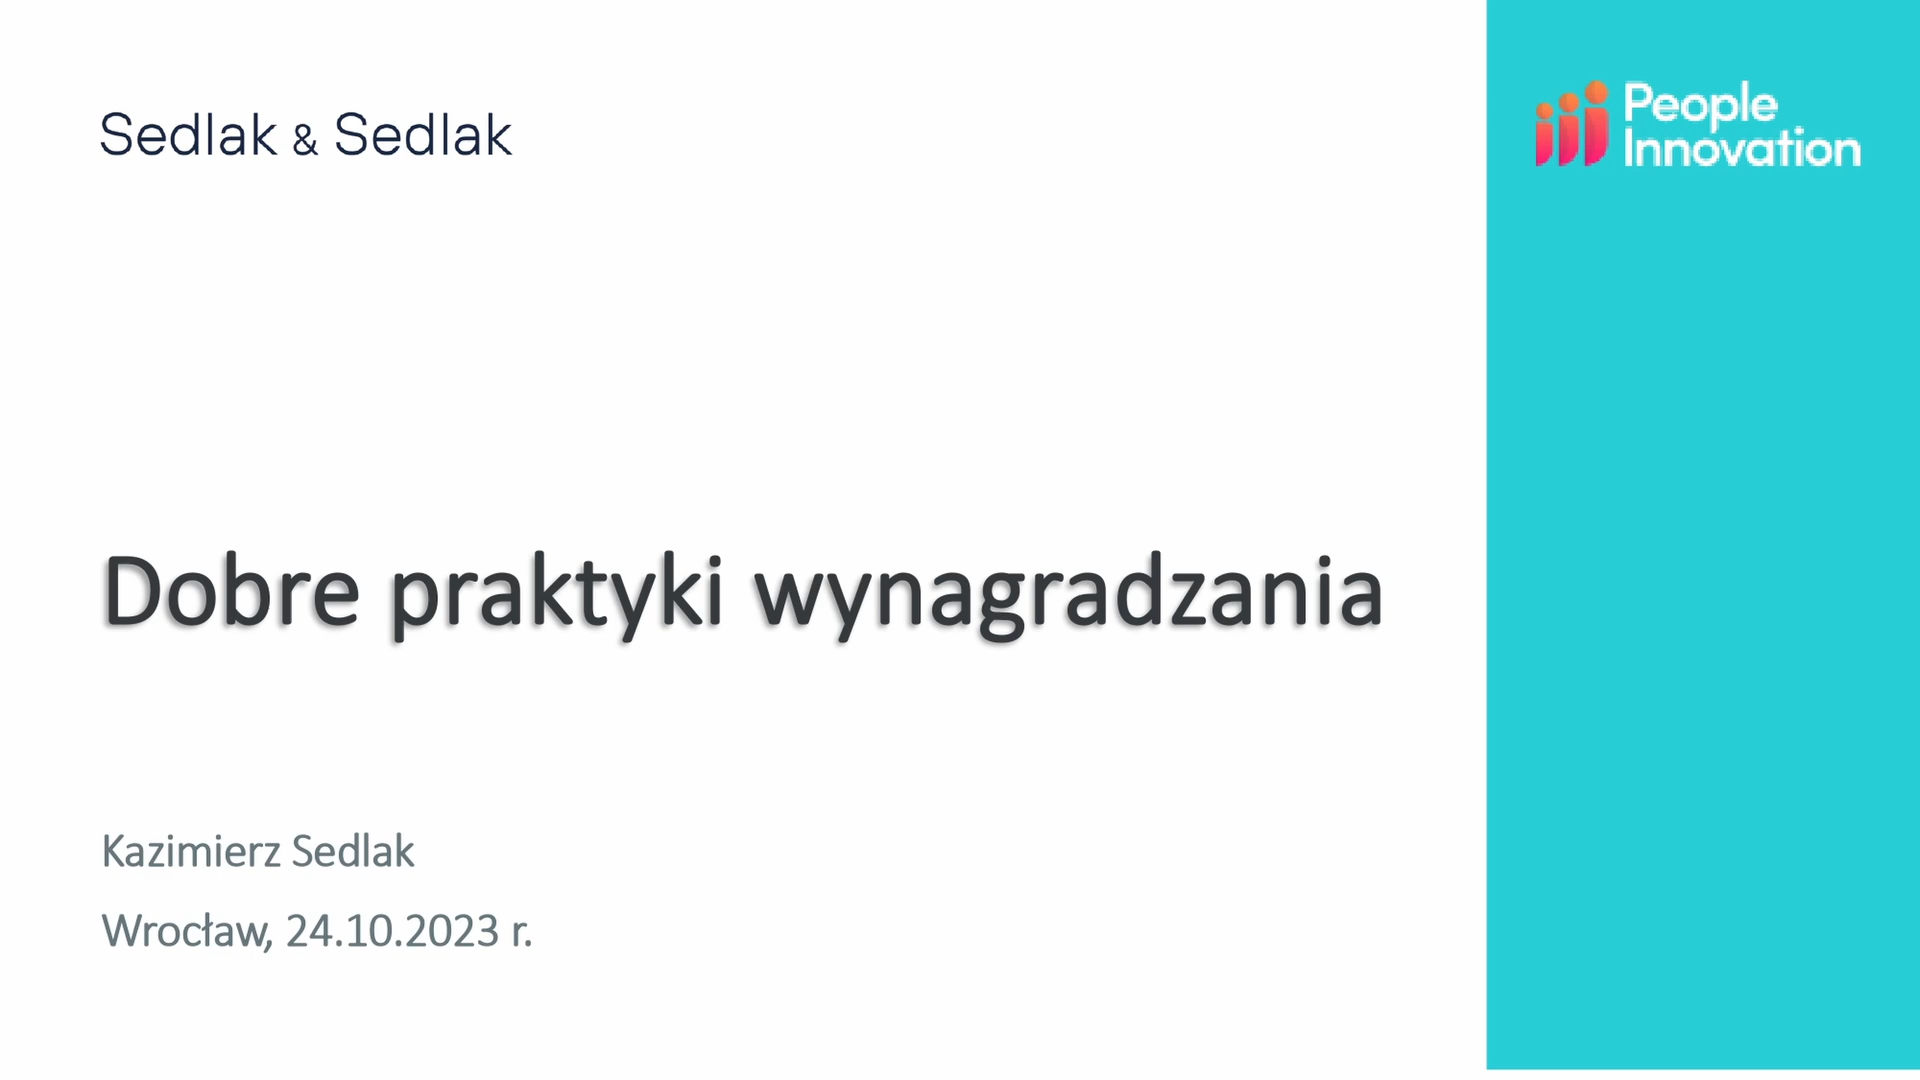 Sedlak & Sedlak
People
Innovation
Dobre praktyki wynagradzania
Kazimierz Sedlak
Wrocław, 24.10.2023 r.